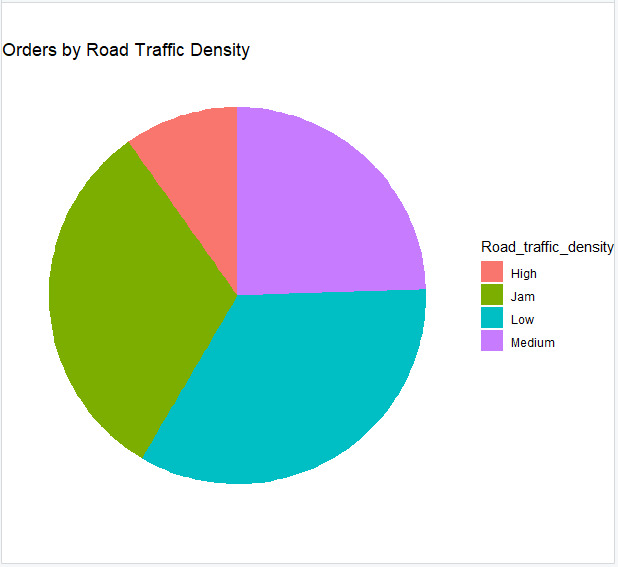 Orders by Road Traffic Density
Road_traffic_density
High
Jam
Low
Medium